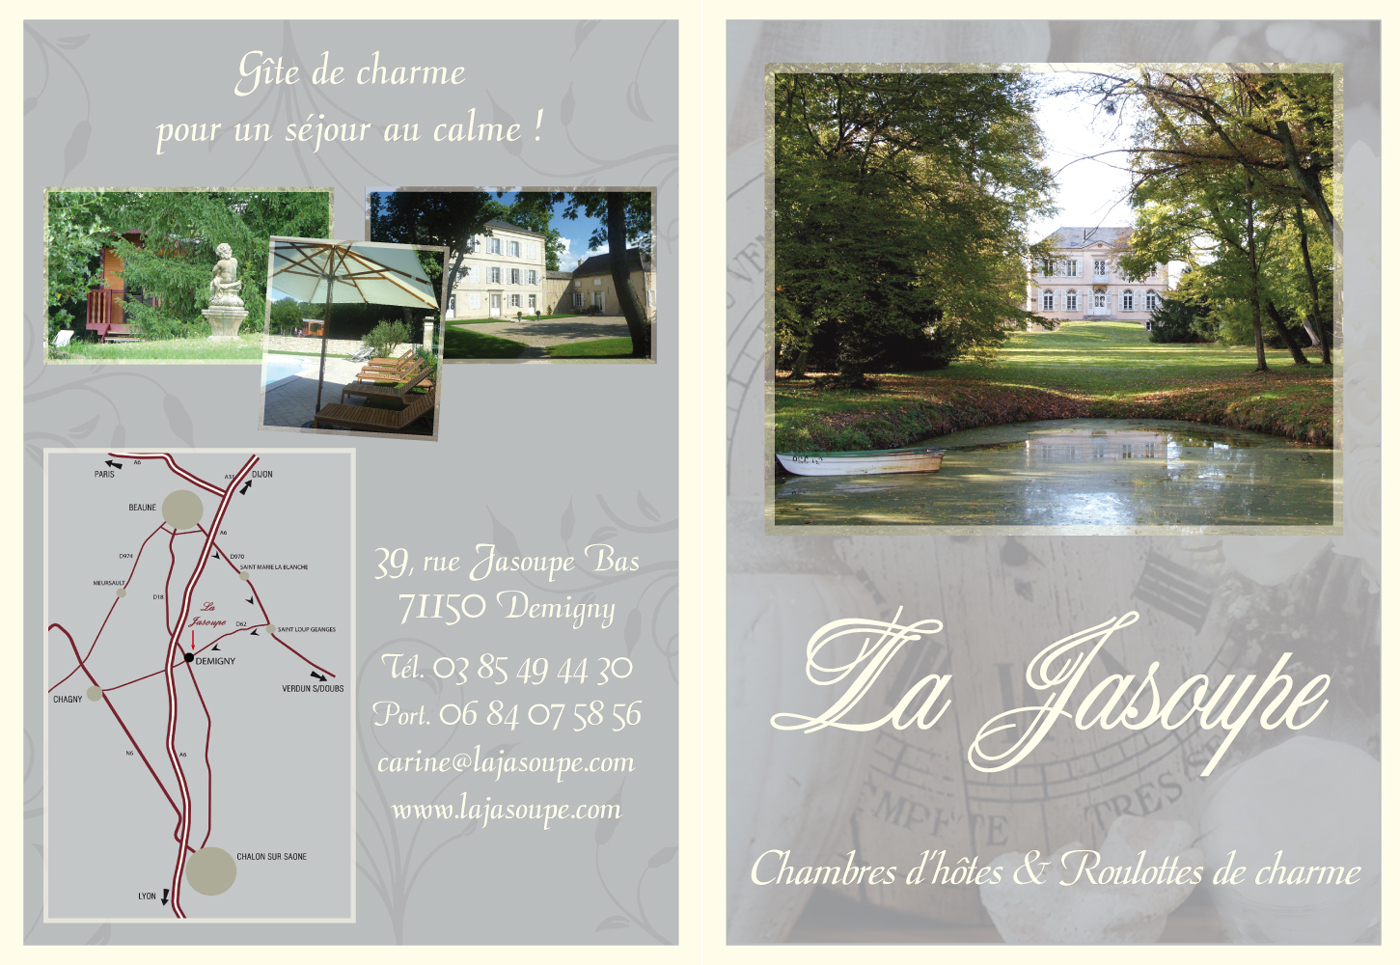 Gîte de charme
pour un séjour au calme !
PARIS
A6
A31
DIJON
BEAUNE
A6
D974
D970
SAINT MARIE LA BLANCHE
MEURSAULT
D18
La
Jasoupe
D62
SAINT LOUP GEANGES
DEMIGNY
VERDUN S/DOUBS
CHAGNY
N6
A6
CHALON SUR SAONE
LYON
39, rue Jasoupe Bas
71150 Demigny
Tél. 03 85 49 44 30
Port. 06 84 07 58 56
carine@lajasoupe.com
www.lajasoupe.com
La Jasoupe
TRES SE
Chambres d'hôtes & Roulottes de charme